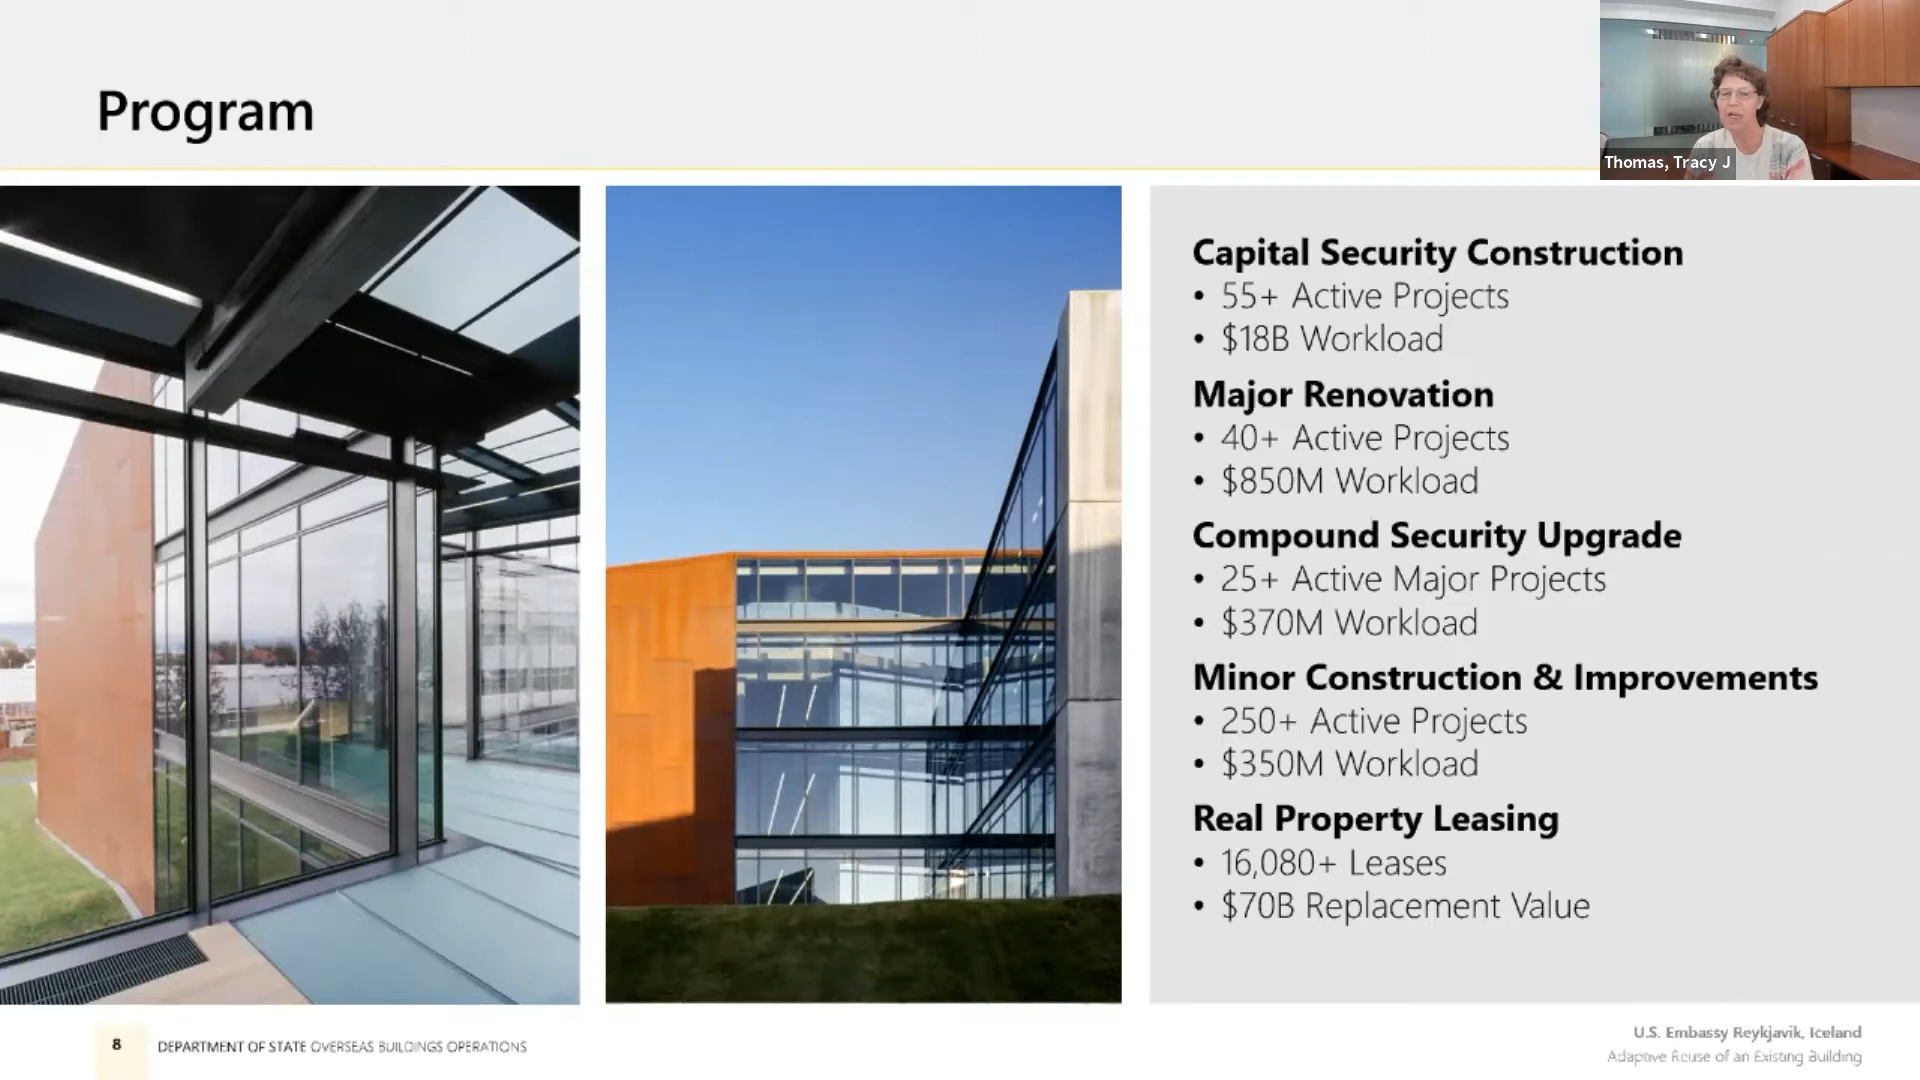 Program
Thomas, Tracy J
Capital Security Construction
• 55+ Active Projects
• $18B Workload
Major Renovation
• 40+ Active Projects
• $850M Workload
Compound Security Upgrade
• 25+ Active Major Projects
• $370M Workload
Minor Construction & Improvements
• 250+ Active Projects
• $350M Workload
Real Property Leasing
• 16,080+ Leases
• $70B Replacement Value
8 DEPARTMENT OF STATE OVERSEAS BUILDINGS OPERATIONS
U.S. Embassy Reykjavik, Iceland
Adaptive Reuse of an Existing Building